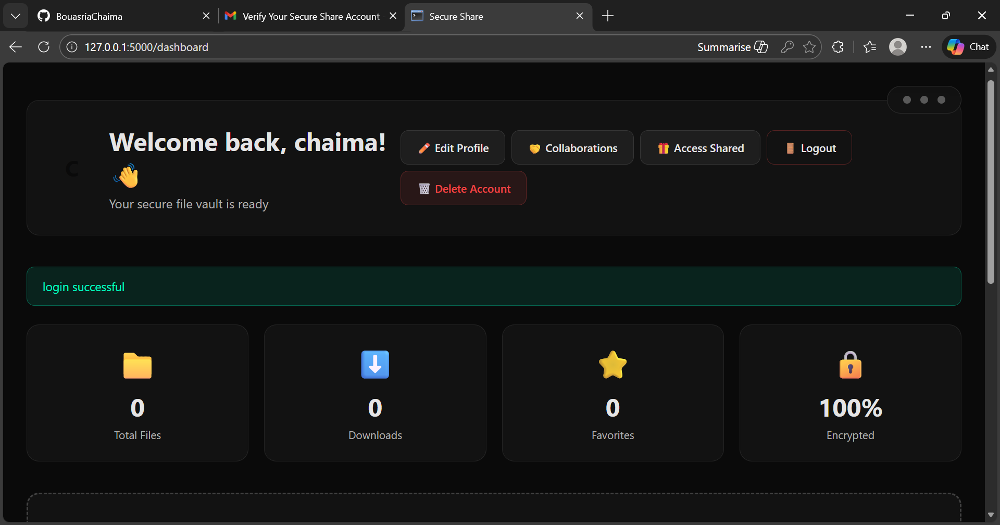 BouasriaChaima
Verify Your Secure Share Account -
Secure Share
127.0.0.1:5000/dashboard
Summarise
Chat
C
Welcome back, chaima!
👋
Your secure file vault is ready
Edit Profile
Collaborations
Access Shared
Logout
Delete Account
login successful
0
Total Files
0
Downloads
0
Favorites
100%
Encrypted